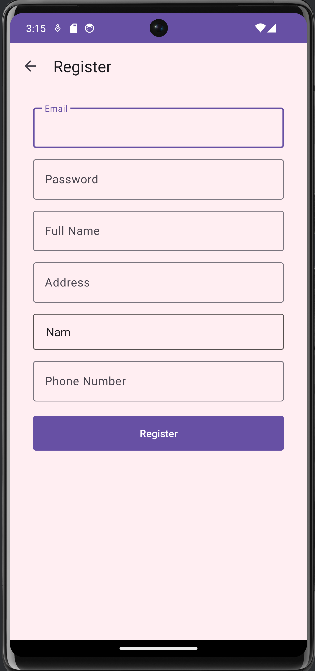 3:15
Register
Email
Password
Full Name
Address
Nam
Phone Number
Register